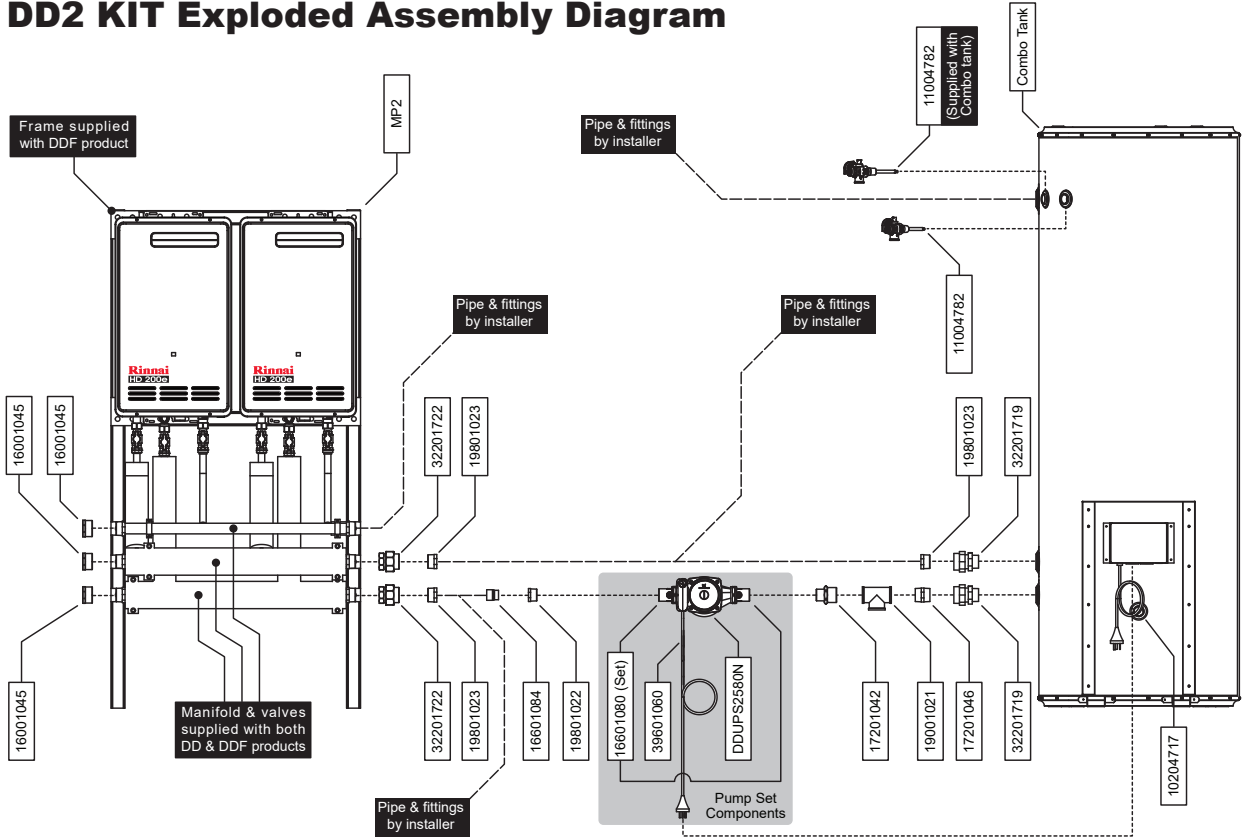 DD2 KIT Exploded Assembly Diagram
Frame supplied
with DDF product
MP2
Pipe & fittings
by installer
11004782
(Supplied with
Combo tank)
Combo Tank
11004782
Pipe & fittings
by installer
Pipe & fittings
by installer
Rinnai
HD 200e
Rinnai
HD 200e
16001045
16001045
32201722
19801023
19801023
32201719
16001045
Manifold & valves
supplied with both
DD & DDF products
32201722
19801023
16601084
19801022
16601080 (Set)
39601060
DDUPS2580N
17201042
19001021
17201046
32201719
10204717
Pump Set
Components
Pipe & fittings
by installer